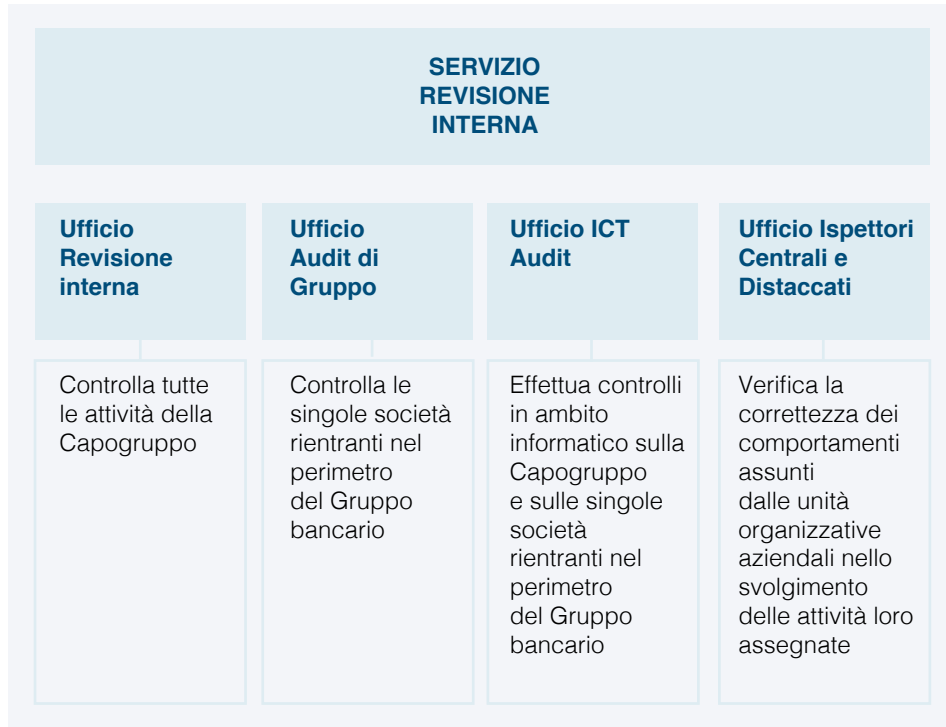 SERVIZIO
REVISIONE
INTERNA
Ufficio
Revisione
interna
Controlla tutte
le attività della
Capogruppo
Ufficio
Audit di
Gruppo
Controlla le
singole società
rientranti nel
perimetro
del Gruppo
bancario
Ufficio ICT
Audit
Effettua controlli
in ambito
informatico sulla
Capogruppo
e sulle singole
società
rientranti nel
perimetro
del Gruppo
bancario
Ufficio Ispettori
Centrali e
Distaccati
Verifica la
correttezza dei
comportamenti
assunti
dalle unità
organizzative
aziendali nello
svolgimento
delle attività loro
assegnate